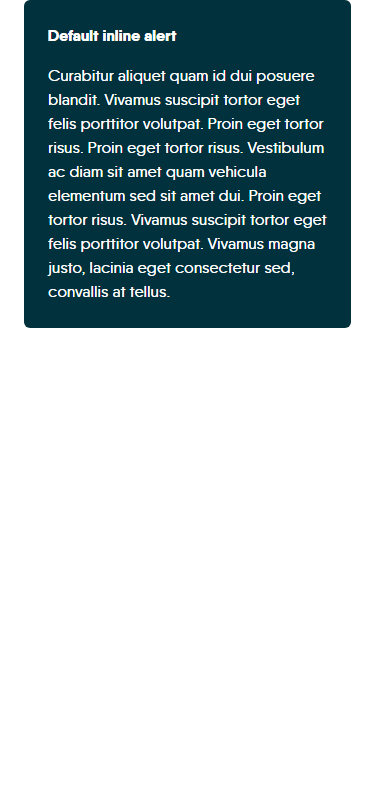 Default inline alert
Curabitur aliquet quam id dui posuere
blandit. Vivamus suscipit tortor eget
felis porttitor volutpat. Proin eget tortor
risus. Proin eget tortor risus. Vestibulum
ac diam sit amet quam vehicula
elementum sed sit amet dui. Proin eget
tortor risus. Vivamus suscipit tortor eget
felis porttitor volutpat. Vivamus magna
justo, lacinia eget consectetur sed,
convallis at tellus.